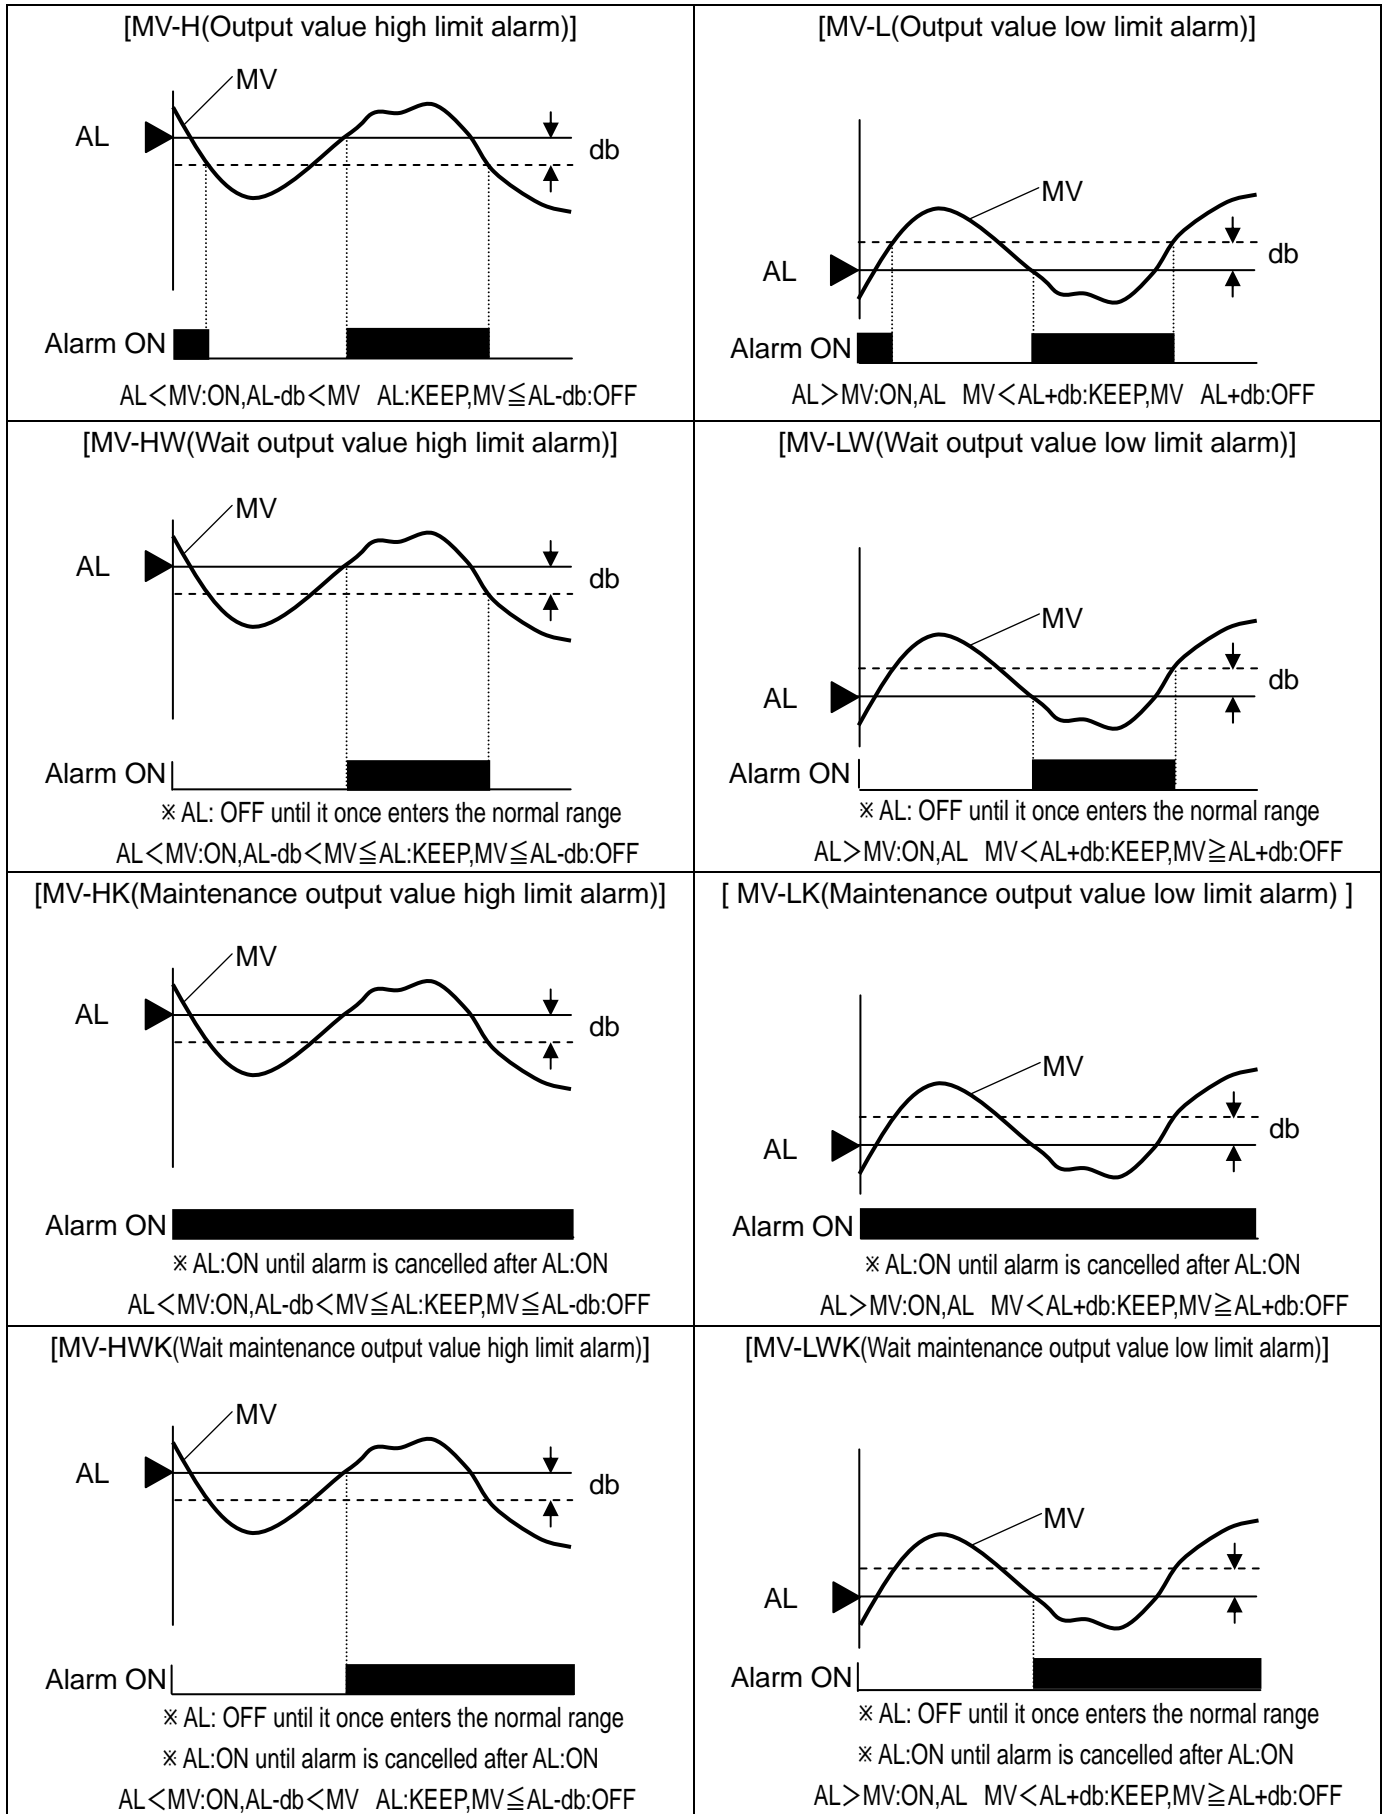 [MV-H(Output value high limit alarm)]
MV
AL
db
Alarm ON
AL＜MV:ON,AL-db＜MV AL:KEEP,MV≦AL-db:OFF
[MV-L(Output value low limit alarm)]
MV
AL
db
Alarm ON
AL＞MV:ON,AL MV＜AL+db:KEEP,MV AL+db:OFF
[MV-HW(Wait output value high limit alarm)]
MV
AL
db
Alarm ON
※ AL: OFF until it once enters the normal range
AL＜MV:ON,AL-db＜MV≦AL:KEEP,MV≦AL-db:OFF
[MV-LW(Wait output value low limit alarm)]
MV
AL
db
Alarm ON
※ AL: OFF until it once enters the normal range
AL＞MV:ON,AL MV＜AL+db:KEEP,MV≧AL+db:OFF
[MV-HK(Maintenance output value high limit alarm)]
MV
AL
db
Alarm ON
※ AL:ON until alarm is cancelled after AL:ON
AL＜MV:ON,AL-db＜MV≦AL:KEEP,MV≦AL-db:OFF
[ MV-LK(Maintenance output value low limit alarm) ]
MV
AL
db
Alarm ON
※ AL:ON until alarm is cancelled after AL:ON
AL＞MV:ON,AL MV＜AL+db:KEEP,MV≧AL+db:OFF
[MV-HWK(Wait maintenance output value high limit alarm)]
MV
AL
db
Alarm ON
※ AL: OFF until it once enters the normal range
※ AL:ON until alarm is cancelled after AL:ON
AL＜MV:ON,AL-db＜MV AL:KEEP,MV≦AL-db:OFF
[MV-LWK(Wait maintenance output value low limit alarm)]
MV
AL
db
Alarm ON
※ AL: OFF until it once enters the normal range
※ AL:ON until alarm is cancelled after AL:ON
AL＞MV:ON,AL MV＜AL+db:KEEP,MV≧AL+db:OFF